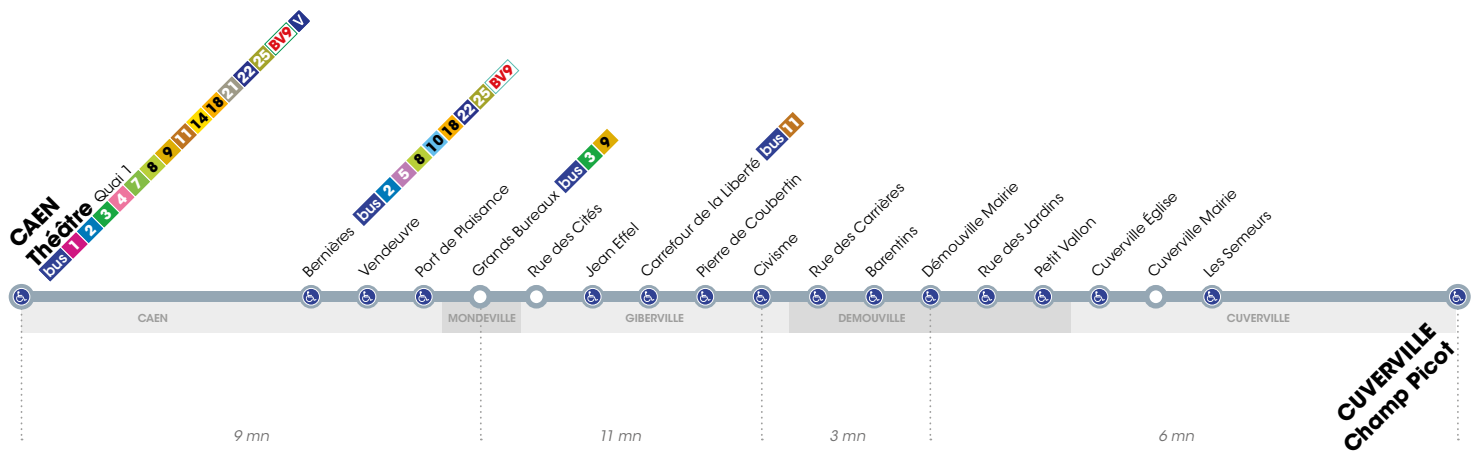 CAEN
Théâtre Quai 1
bus 1 2 3 4 7 8 9 11 14 18 21 22 25 BV9 V
Bernières bus 2 5 8 10 18 22 25 BV9
Vendeuvre
Port de Plaisance
Grands Bureaux bus 3 9
Rue des Cités
Jean Effel
Carrefour de la Liberté bus 11
Pierre de Coubertin
Civisme
Rue des Carrières
Barentins
Démouville Mairie
Rue des Jardins
Petit Vallon
Cuverville Église
Cuverville Mairie
Les Semeurs
CUVERVILLE
Champ Picot
CAEN
MONDEVILLE
GIBERVILLE
DEMOUVILLE
CUVERVILLE
9 mn
11 mn
3 mn
6 mn